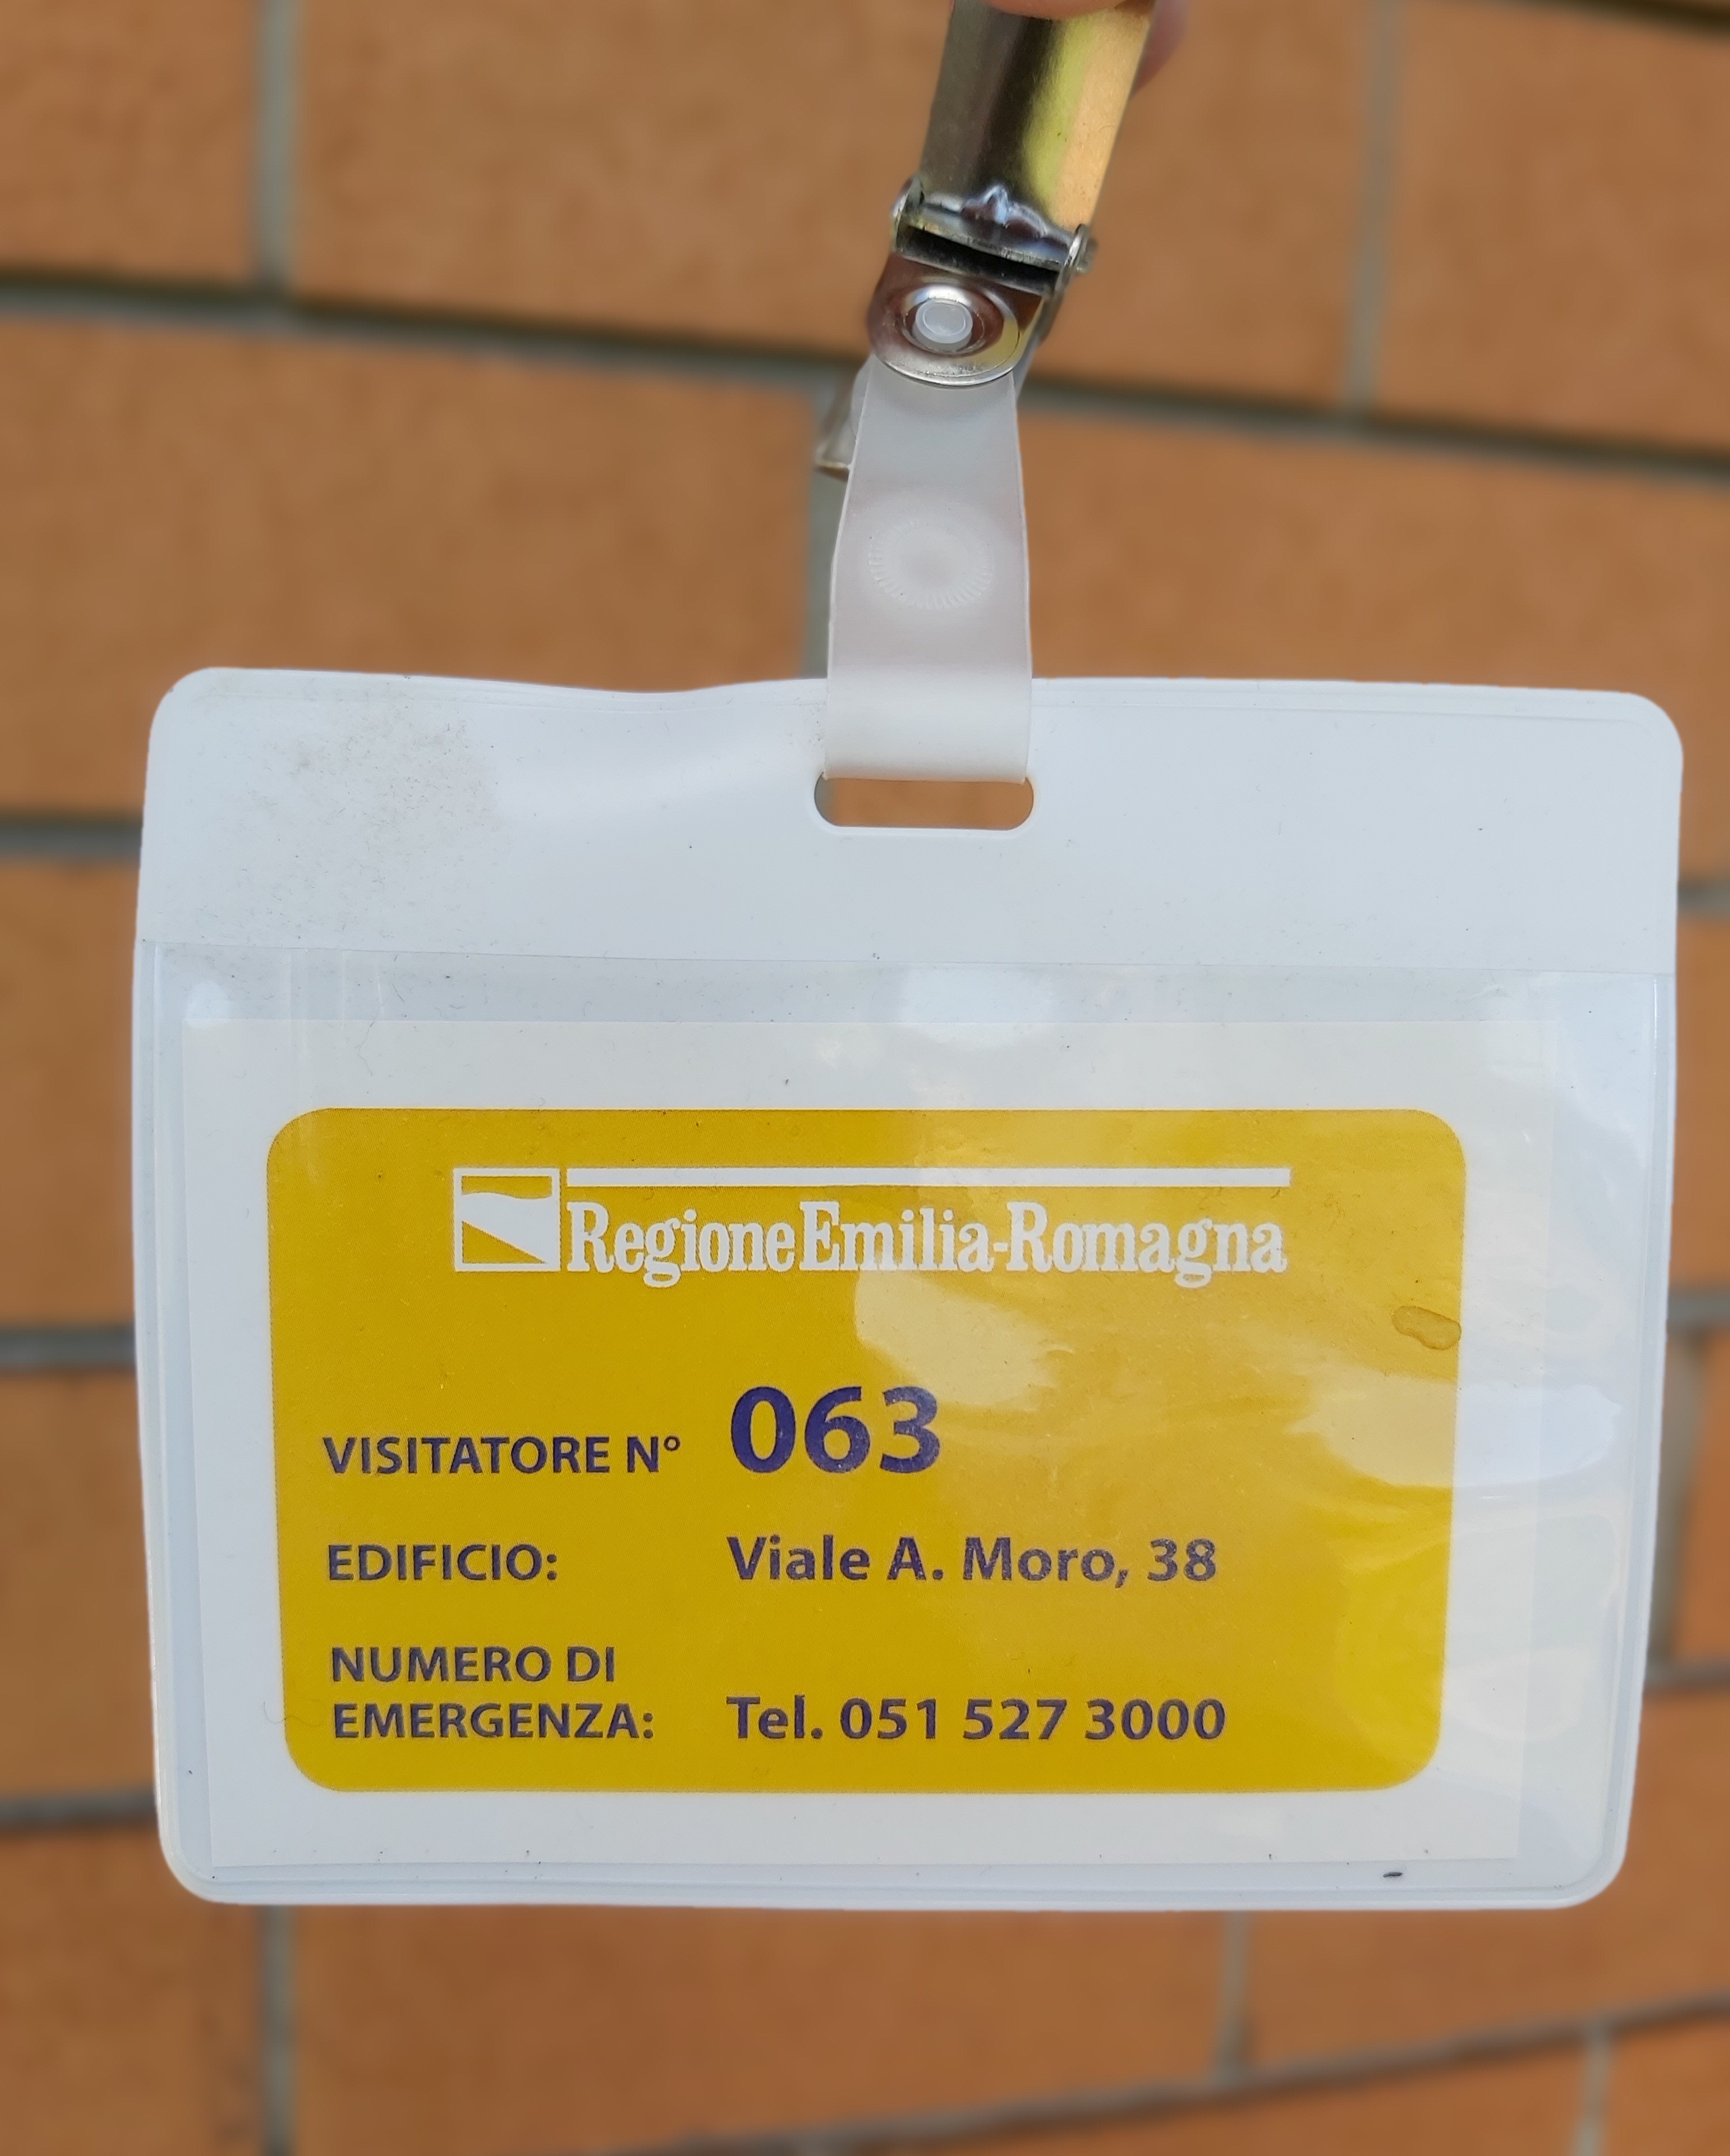 RegioneEmilia-Romagna
VISITATORE N° 063
EDIFICIO: Viale A. Moro, 38
NUMERO DI
EMERGENZA: Tel. 051 527 3000